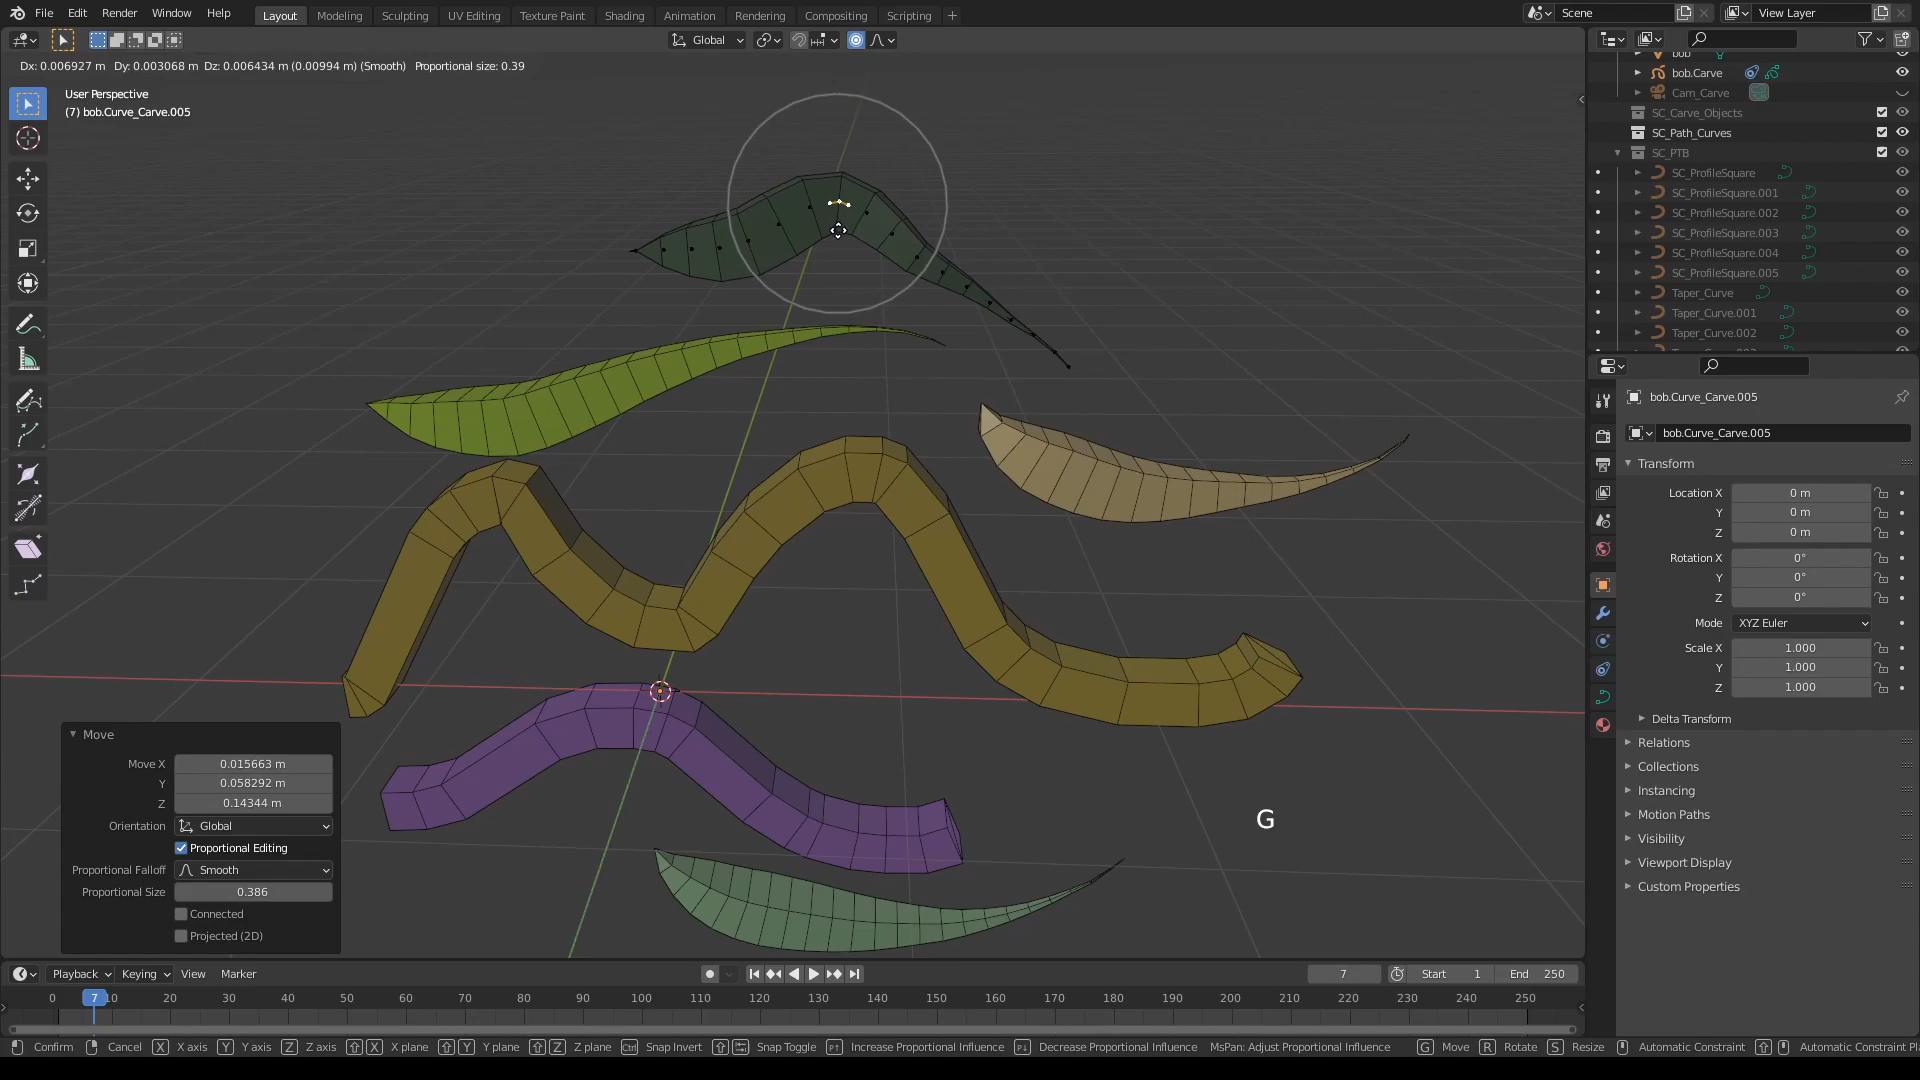 File Edit Render Window Help
Layout Modeling Sculpting UV Editing Texture Paint Shading Animation Rendering Compositing Scripting +
Scene
View Layer
Global
Dx: 0.006927 m Dy: 0.003068 m Dz: 0.006434 m (0.00994 m) (Smooth) Proportional size: 0.39
User Perspective
(7) bob.Curve_Carve.005
bob
bob.Carve
Cam_Carve
SC_Carve_Objects
SC_Path_Curves
SC_PTB
SC_ProfileSquare
SC_ProfileSquare.001
SC_ProfileSquare.002
SC_ProfileSquare.003
SC_ProfileSquare.004
SC_ProfileSquare.005
Taper_Curve
Taper_Curve.001
Taper_Curve.002
bob.Curve_Carve.005
bob.Curve_Carve.005
Transform
Location X 0 m
Y 0 m
Z 0 m
Rotation X 0°
Y 0°
Z 0°
Mode XYZ Euler
Scale X 1.000
Y 1.000
Z 1.000
Delta Transform
Relations
Collections
Instancing
Motion Paths
Visibility
Viewport Display
Custom Properties
Move
Move X 0.015663 m
Y 0.058292 m
Z 0.14344 m
Orientation Global
Proportional Editing
Proportional Falloff Smooth
Proportional Size 0.386
Connected
Projected (2D)
G
Playback Keying View Marker
7 Start 1 End 250
0 7 10 20 30 40 50 60 70 80 90 100 110 120 130 140 150 160 170 180 190 200 210 220 230 240 250
Confirm Cancel X X axis Y Y axis Z Z axis X X plane Y Y plane Z Z plane Ctrl Snap Invert Snap Toggle Increase Proportional Influence Decrease Proportional Influence MsPan: Adjust Proportional Influence G Move R Rotate S Resize Automatic Constraint Automatic Constraint Pl